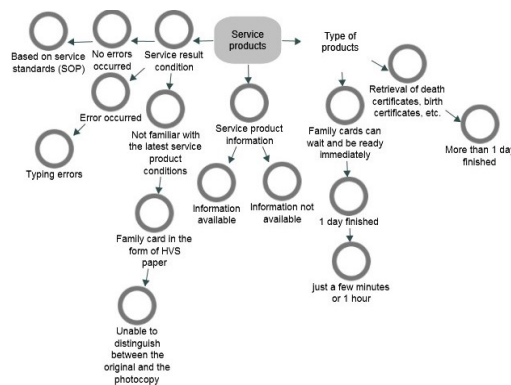 Service
products
Type of
products
Based on service
standards (SOP)
No errors
occurred
Service result
condition
Retrieval of death
certificates, birth
certificates, etc.
Error occurred
Not familiar with
the latest service
product
conditions
Service product
information
Family cards can
wait and be ready
immediately
More than 1 day
finished
Typing errors
Information
available
Information not
available
1 day finished
Family card in the
form of HVS
paper
just a few minutes
or 1 hour
Unable to
distinguish
between the
original and the
photocopy